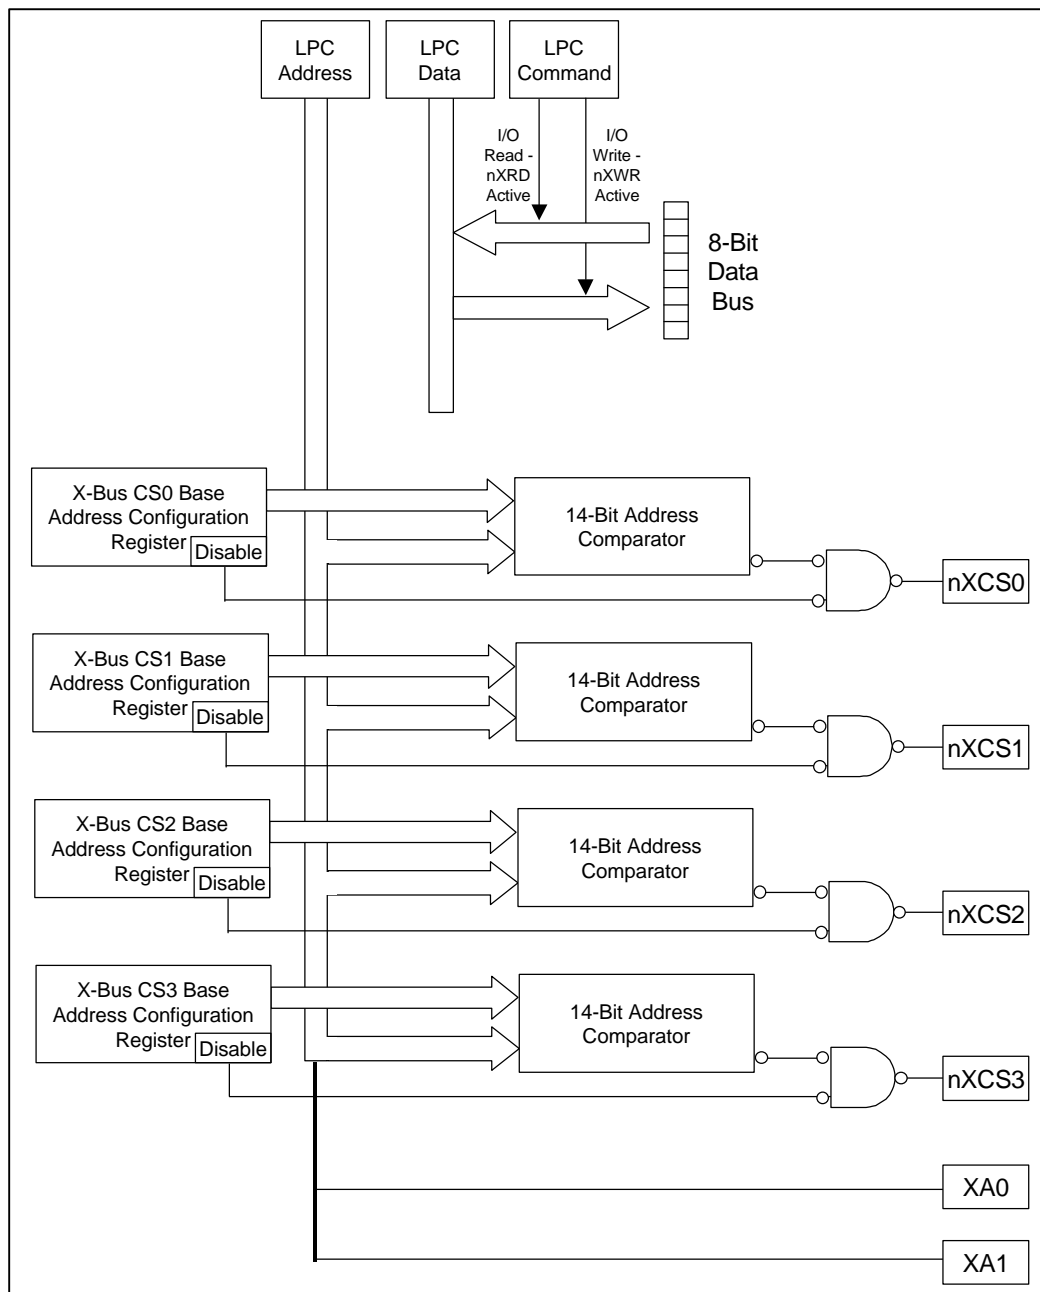 LPC
Address
LPC
Data
LPC
Command
I/O
Read -
nXRD
Active
I/O
Write -
nXWR
Active
8-Bit
Data
Bus
X-Bus CS0 Base
Address Configuration
Register
Disable
14-Bit Address
Comparator
nXCS0
X-Bus CS1 Base
Address Configuration
Register
Disable
14-Bit Address
Comparator
nXCS1
X-Bus CS2 Base
Address Configuration
Register
Disable
14-Bit Address
Comparator
nXCS2
X-Bus CS3 Base
Address Configuration
Register
Disable
14-Bit Address
Comparator
nXCS3
XA0
XA1